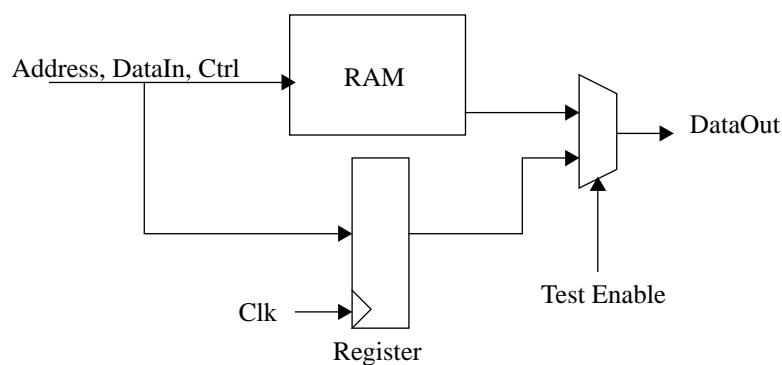 Address, DataIn, Ctrl
RAM
DataOut
Test Enable
Clk
Register